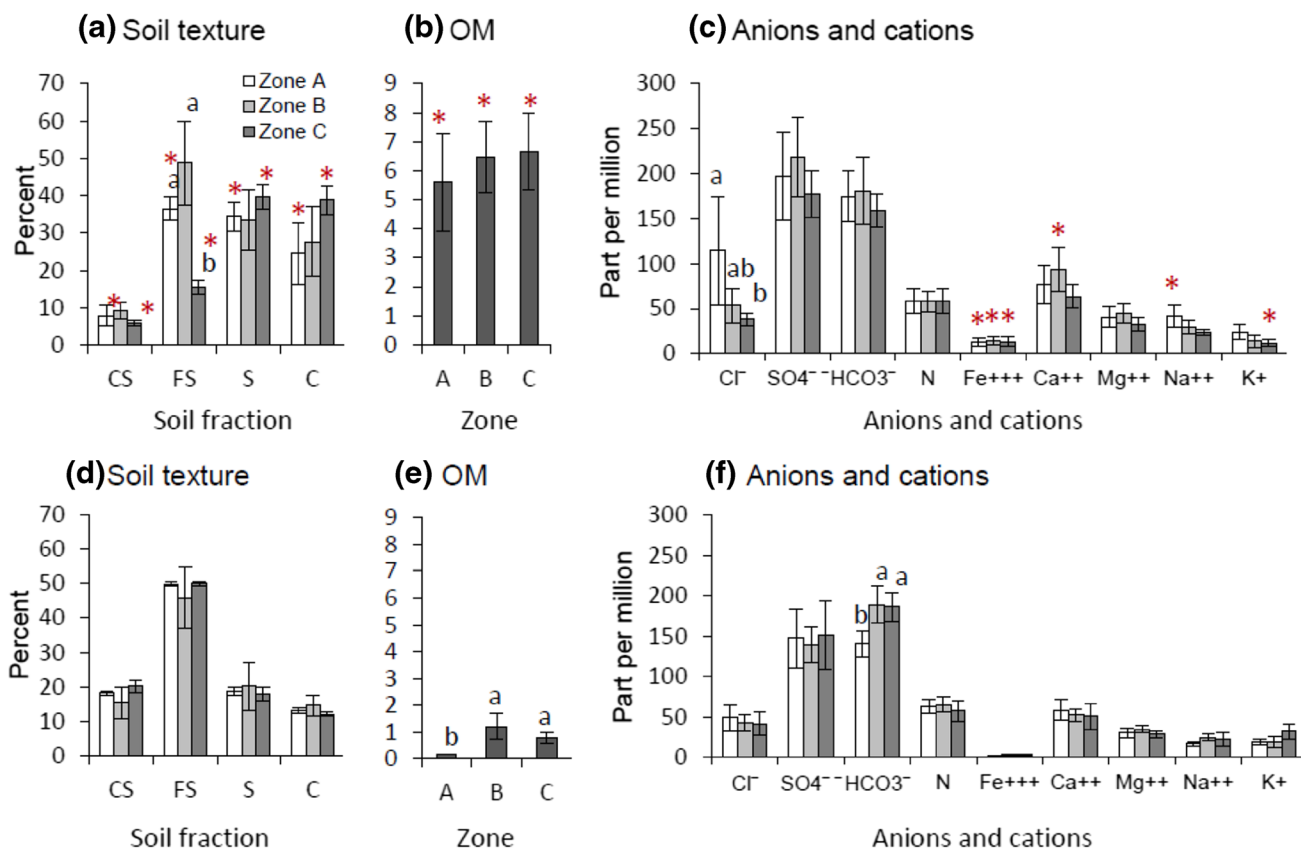 (a) Soil texture
70
60
50
40
30
20
10
0
Percent
Zone A
Zone B
Zone C
a
*
a
*
*
*
*
*
b
*
*
CS FS S C
Soil fraction
(b) OM
9
8
7
6
5
4
3
2
1
0
* * *
A B C
Zone
(c) Anions and cations
300
250
200
150
100
50
0
Part per million
a
ab
b
* * *
*
*
*
Cl⁻ SO4⁻⁻ HCO3⁻ N Fe+++ Ca++ Mg++ Na++ K+
Anions and cations
(d) Soil texture
70
60
50
40
30
20
10
0
Percent
CS FS S C
Soil fraction
(e) OM
9
8
7
6
5
4
3
2
1
0
b a a
A B C
Zone
(f) Anions and cations
300
250
200
150
100
50
0
Part per million
b a a
Cl⁻ SO4⁻⁻ HCO3⁻ N Fe+++ Ca++ Mg++ Na++ K+
Anions and cations